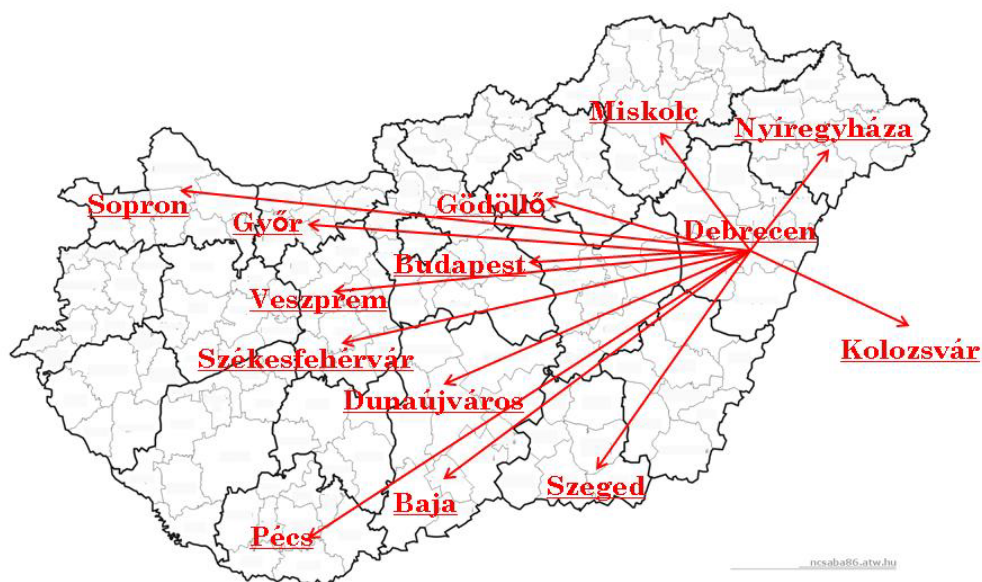 Miskolc
Nyíregyháza
Sopron
Gödöllő
Győr
Debrecen
Budapest
Veszprém
Székesfehérvár
Kolozsvár
Dunaújváros
Szeged
Baja
Pécs
ncsaba86.atw.hu